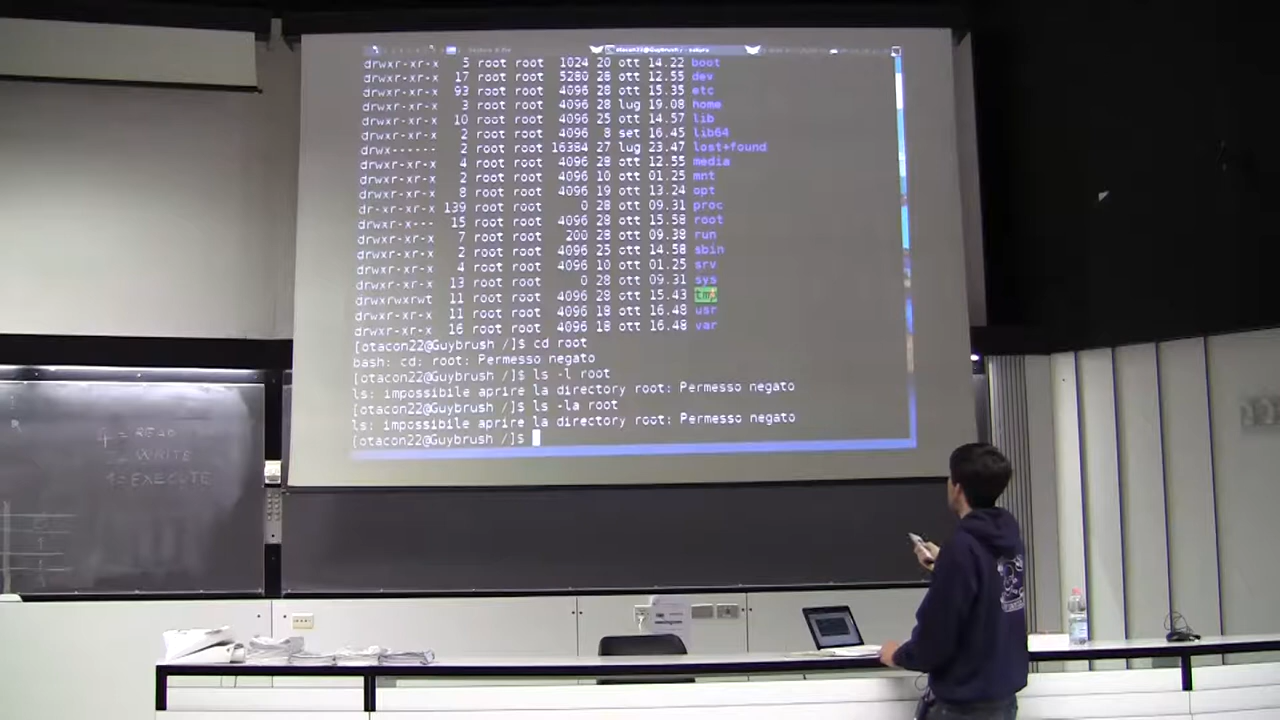 otacon22@Guybrush:/ - sakura
drwxr-xr-x 5 root root 1024 20 ott 14.22 boot
drwxr-xr-x 17 root root 5280 28 ott 12.55 dev
drwxr-xr-x 93 root root 4096 28 ott 15.35 etc
drwxr-xr-x 3 root root 4096 28 lug 19.08 home
drwxr-xr-x 10 root root 4096 25 ott 14.57 lib
drwxr-xr-x 2 root root 4096 8 set 16.45 lib64
drwx------ 2 root root 16384 27 lug 23.47 lost+found
drwxr-xr-x 4 root root 4096 28 ott 12.55 media
drwxr-xr-x 2 root root 4096 10 ott 01.25 mnt
drwxr-xr-x 8 root root 4096 19 ott 13.24 opt
dr-xr-xr-x 139 root root 0 28 ott 09.31 proc
drwxr-x--- 15 root root 4096 28 ott 15.58 root
drwxr-xr-x 7 root root 200 28 ott 09.38 run
drwxr-xr-x 2 root root 4096 25 ott 14.58 sbin
drwxr-xr-x 4 root root 4096 10 ott 01.25 srv
drwxr-xr-x 13 root root 0 28 ott 09.31 sys
drwxrwxrwt 11 root root 4096 28 ott 15.43 tmp
drwxr-xr-x 11 root root 4096 18 ott 16.48 usr
drwxr-xr-x 16 root root 4096 18 ott 16.48 var
[otacon22@Guybrush /]$ cd root
bash: cd: root: Permesso negato
[otacon22@Guybrush /]$ ls -l root
ls: impossibile aprire la directory root: Permesso negato
[otacon22@Guybrush /]$ ls -la root
ls: impossibile aprire la directory root: Permesso negato
[otacon22@Guybrush /]$
4 = READ
2 = WRITE
1 = EXECUTE